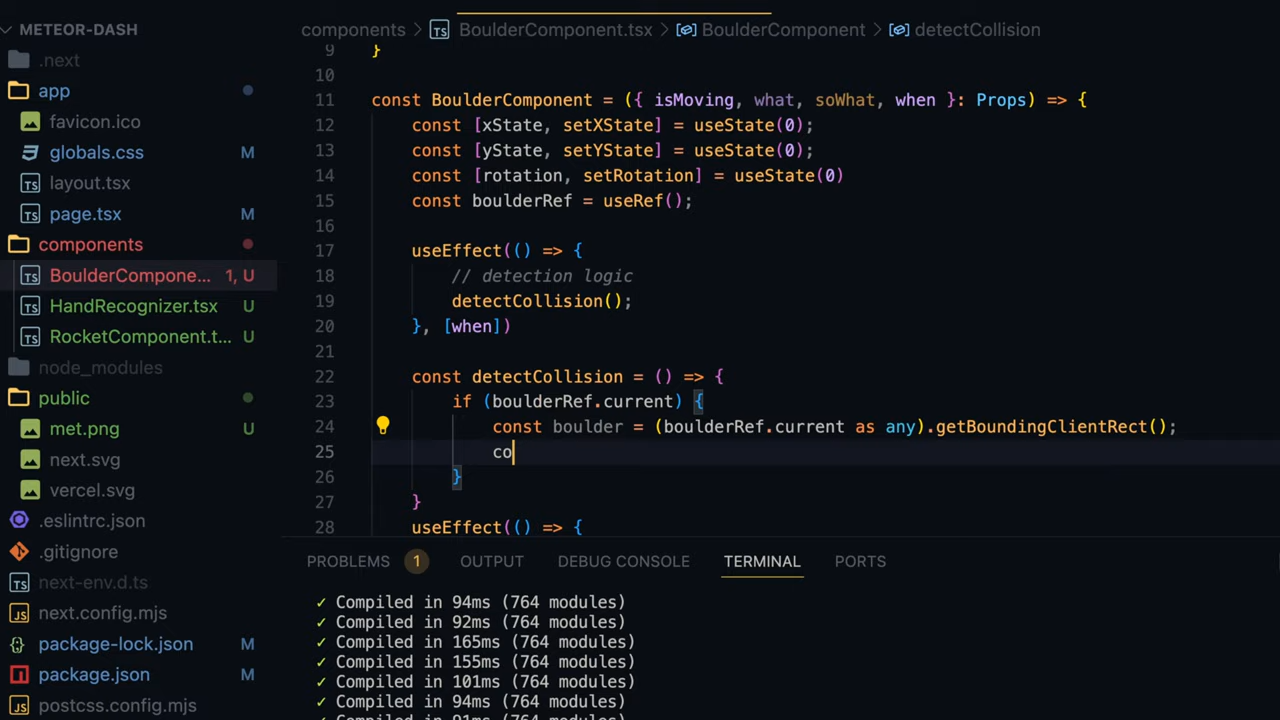 METEOR-DASH
.next
app
favicon.ico
globals.css M
layout.tsx
page.tsx M
components
BoulderCompone... 1, U
HandRecognizer.tsx U
RocketComponent.t... U
node_modules
public
met.png U
next.svg
vercel.svg
.eslintrc.json
.gitignore
next-env.d.ts
next.config.mjs
package-lock.json M
package.json M
postcss.config.mjs
components > TS BoulderComponent.tsx > BoulderComponent > detectCollision
9 }
10
11 const BoulderComponent = ({ isMoving, what, soWhat, when }: Props) => {
12 const [xState, setXState] = useState(0);
13 const [yState, setYState] = useState(0);
14 const [rotation, setRotation] = useState(0)
15 const boulderRef = useRef();
16
17 useEffect(() => {
18 // detection logic
19 detectCollision();
20 }, [when])
21
22 const detectCollision = () => {
23 if (boulderRef.current) {
24 const boulder = (boulderRef.current as any).getBoundingClientRect();
25 co
26 }
27 }
28 useEffect(() => {
PROBLEMS 1 OUTPUT DEBUG CONSOLE TERMINAL PORTS
✓ Compiled in 94ms (764 modules)
✓ Compiled in 92ms (764 modules)
✓ Compiled in 165ms (764 modules)
✓ Compiled in 155ms (764 modules)
✓ Compiled in 101ms (764 modules)
✓ Compiled in 94ms (764 modules)
✓ Compiled in 91ms (764 modules)